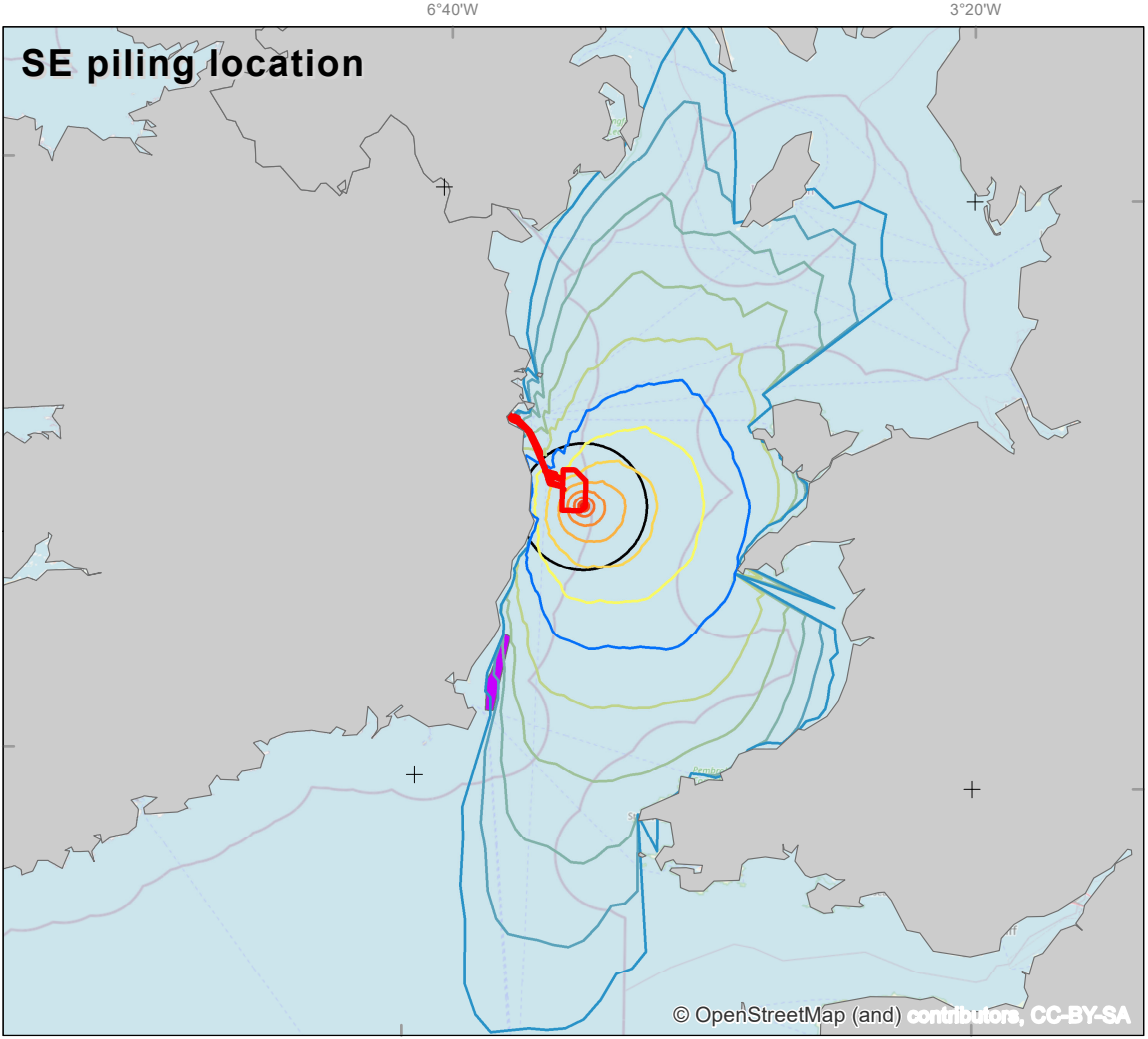 6°40'W
3°20'W
SE piling location
© OpenStreetMap (and) contributors, CC-BY-SA